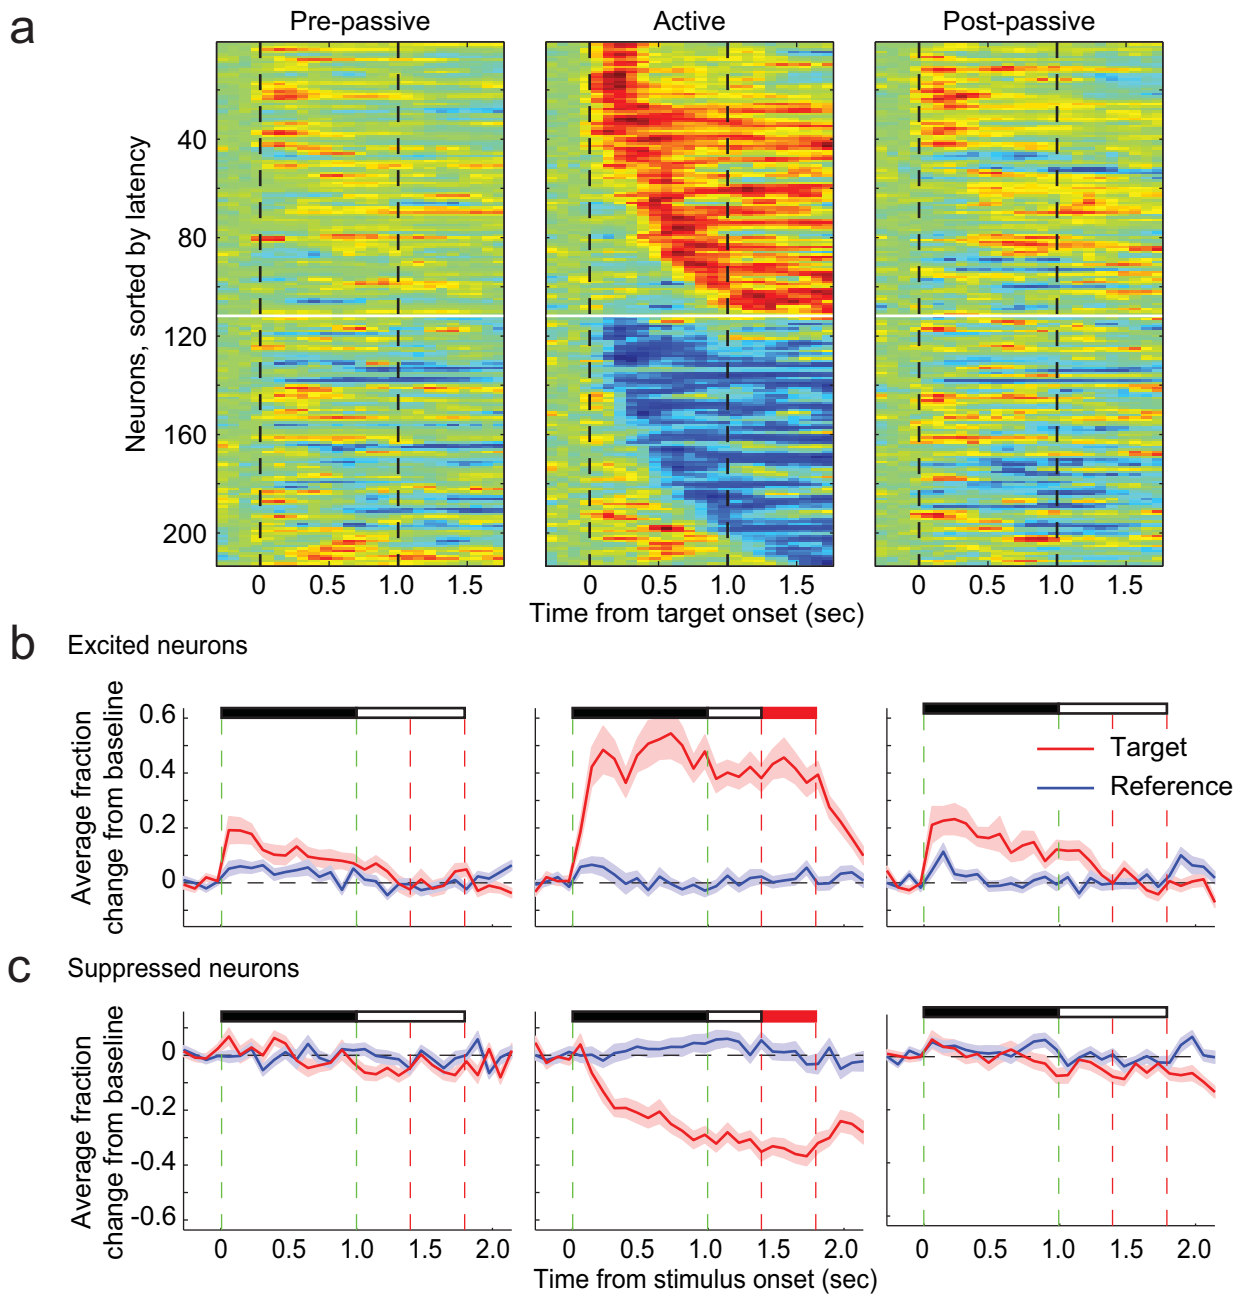 a
Pre-passive Active Post-passive
Neurons, sorted by latency
40
80
120
160
200
0 0.5 1.0 1.5 0 0.5 1.0 1.5 0 0.5 1.0 1.5
Time from target onset (sec)
b Excited neurons
Average fraction
change from baseline
0.6
0.4
0.2
0
Target
Reference
c Suppressed neurons
Average fraction
change from baseline
0
-0.2
-0.4
-0.6
0 0.5 1.0 1.5 2.0 0 0.5 1.0 1.5 2.0 0 0.5 1.0 1.5 2.0
Time from stimulus onset (sec)